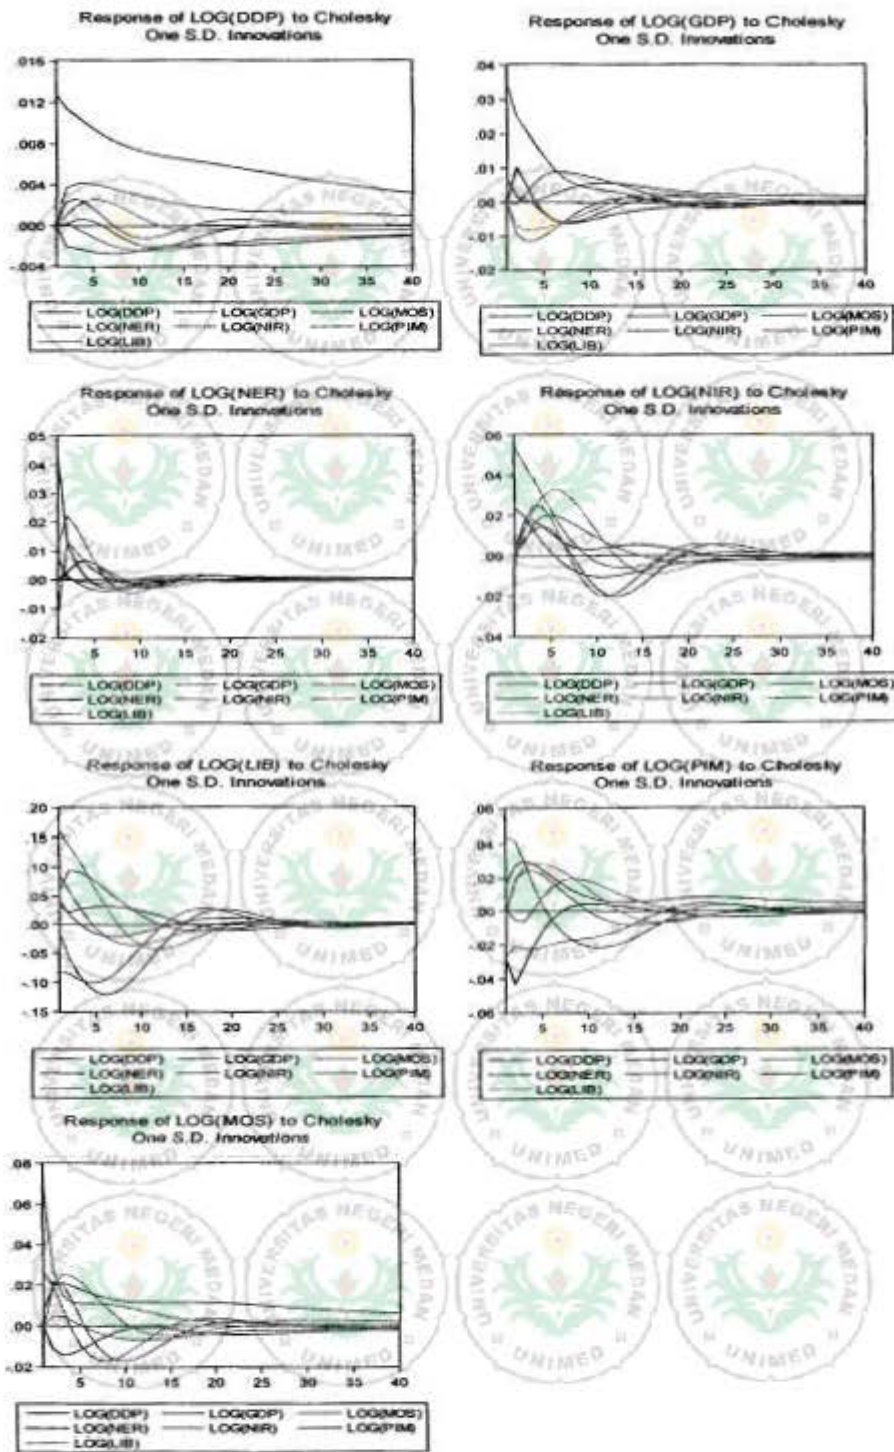 Response of LOG(DDP) to Cholesky
One S.D. Innovations
.016
.012
.008
.004
.000
-.004
5 10 15 20 25 30 35 40
LOG(DDP) LOG(GDP) LOG(MOS)
LOG(NER) LOG(NIR) LOG(PIM)
LOG(LIB)
Response of LOG(GDP) to Cholesky
One S.D. Innovations
.04
.03
.02
.01
.00
-.01
-.02
5 10 15 20 25 30 35 40
LOG(DDP) LOG(GDP) LOG(MOS)
LOG(NER) LOG(NIR) LOG(PIM)
LOG(LIB)
Response of LOG(NER) to Cholesky
One S.D. Innovations
.05
.04
.03
.02
.01
.00
-.01
-.02
5 10 15 20 25 30 35 40
LOG(DDP) LOG(GDP) LOG(MOS)
LOG(NER) LOG(NIR) LOG(PIM)
LOG(LIB)
Response of LOG(NIR) to Cholesky
One S.D. Innovations
.06
.04
.02
.00
-.02
-.04
5 10 15 20 25 30 35 40
LOG(DDP) LOG(GDP) LOG(MOS)
LOG(NER) LOG(NIR) LOG(PIM)
LOG(LIB)
Response of LOG(LIB) to Cholesky
One S.D. Innovations
.20
.15
.10
.05
.00
-.05
-.10
-.15
5 10 15 20 25 30 35 40
LOG(DDP) LOG(GDP) LOG(MOS)
LOG(NER) LOG(NIR) LOG(PIM)
LOG(LIB)
Response of LOG(PIM) to Cholesky
One S.D. Innovations
.06
.04
.02
.00
-.02
-.04
-.06
5 10 15 20 25 30 35 40
LOG(DDP) LOG(GDP) LOG(MOS)
LOG(NER) LOG(NIR) LOG(PIM)
LOG(LIB)
Response of LOG(MOS) to Cholesky
One S.D. Innovations
.08
.06
.04
.02
.00
-.02
5 10 15 20 25 30 35 40
LOG(DDP) LOG(GDP) LOG(MOS)
LOG(NER) LOG(NIR) LOG(PIM)
LOG(LIB)
UNIVERSITAS NEGERI MEDAN
UNIMED